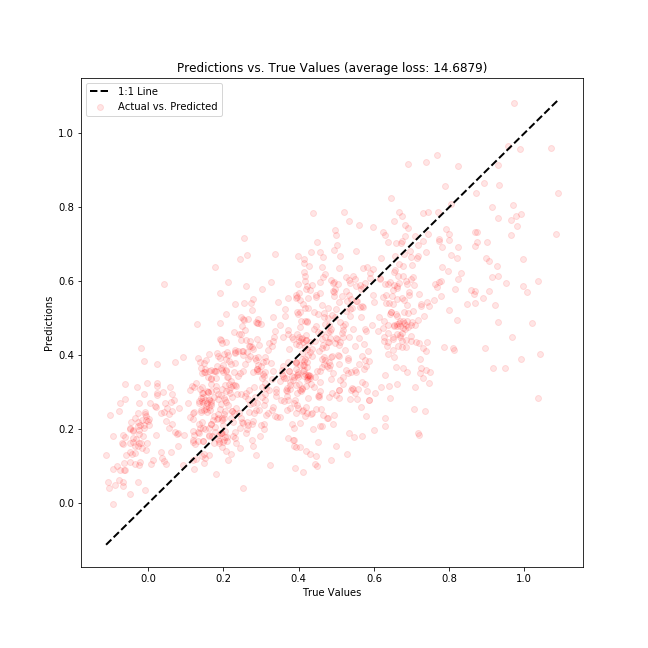 Predictions vs. True Values (average loss: 14.6879)
1:1 Line
Actual vs. Predicted
1.0
0.8
0.6
0.4
0.2
0.0
Predictions
0.0 0.2 0.4 0.6 0.8 1.0
True Values